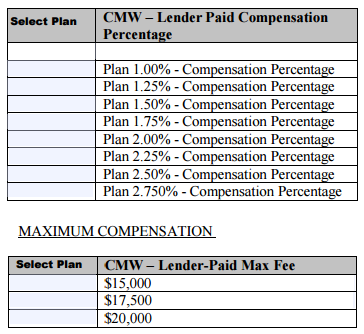 Select Plan CMW – Lender Paid Compensation
Percentage
Plan 1.00% - Compensation Percentage
Plan 1.25% - Compensation Percentage
Plan 1.50% - Compensation Percentage
Plan 1.75% - Compensation Percentage
Plan 2.00% - Compensation Percentage
Plan 2.25% - Compensation Percentage
Plan 2.50% - Compensation Percentage
Plan 2.750% - Compensation Percentage
MAXIMUM COMPENSATION
Select Plan CMW – Lender-Paid Max Fee
$15,000
$17,500
$20,000